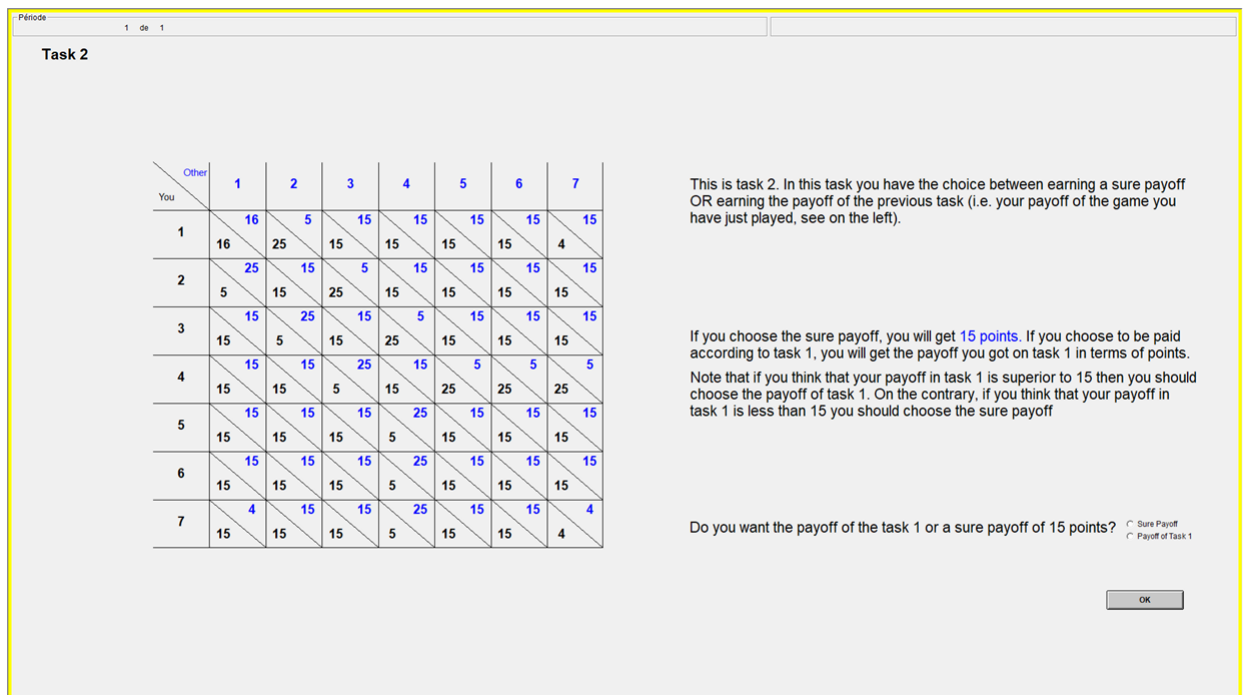 Période
1 de 1
Task 2
Other
You
1 2 3 4 5 6 7
16 5 15 15 15 15 15
1
16 25 15 15 15 15 4
25 15 5 15 15 15 15
2
5 15 25 15 15 15 15
15 25 15 5 15 15 15
3
15 5 15 25 15 15 15
15 15 25 15 5 5 5
4
15 15 5 15 25 25 25
15 15 15 25 15 15 15
5
15 15 15 5 15 15 15
15 15 15 25 15 15 15
6
15 15 15 5 15 15 15
4 15 15 25 15 15 4
7
15 15 15 5 15 15 4
This is task 2. In this task you have the choice between earning a sure payoff
OR earning the payoff of the previous task (i.e. your payoff of the game you
have just played, see on the left).
If you choose the sure payoff, you will get 15 points. If you choose to be paid
according to task 1, you will get the payoff you got on task 1 in terms of points.
Note that if you think that your payoff in task 1 is superior to 15 then you should
choose the payoff of task 1. On the contrary, if you think that your payoff in
task 1 is less than 15 you should choose the sure payoff
Do you want the payoff of the task 1 or a sure payoff of 15 points?
Sure Payoff
Payoff of Task 1
OK